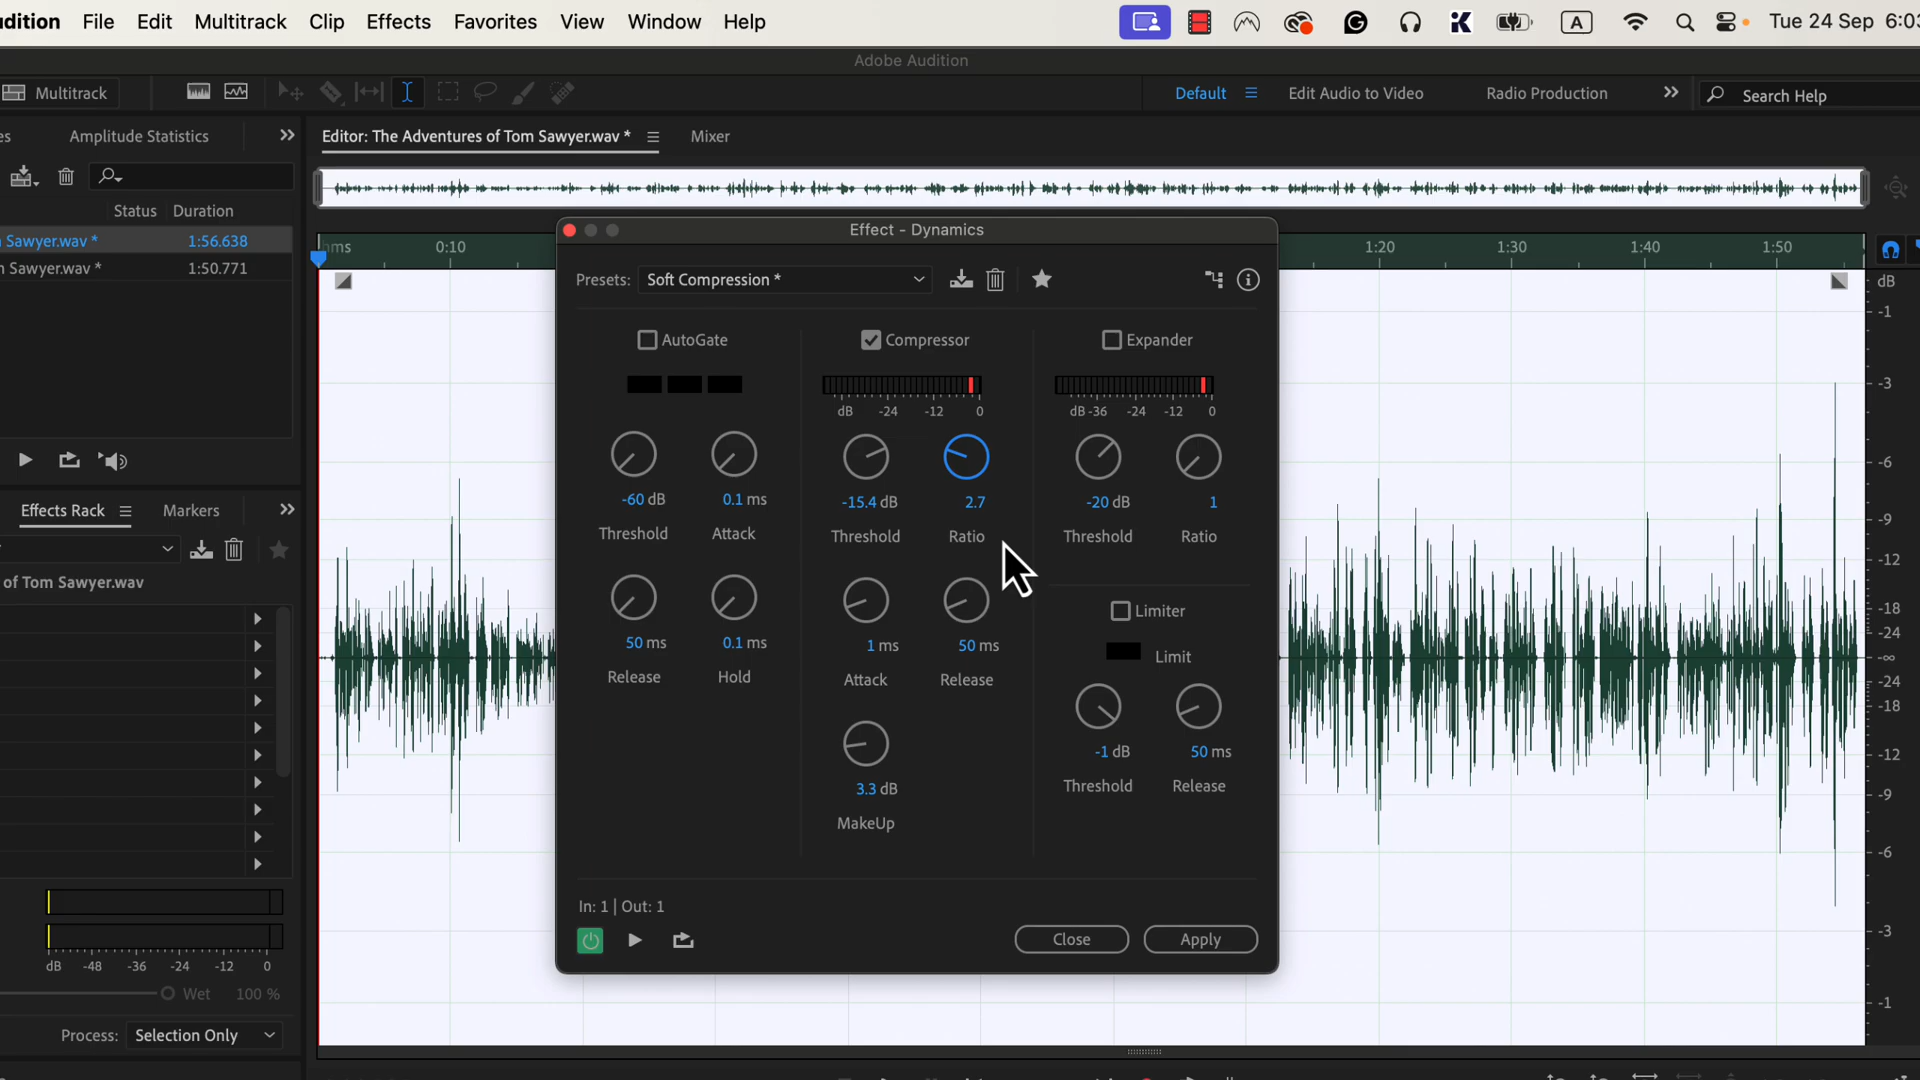 dition File Edit Multitrack Clip Effects Favorites View Window Help A Tue 24 Sep 6:03
Adobe Audition
Multitrack Default Edit Audio to Video Radio Production Search Help
es Amplitude Statistics Editor: The Adventures of Tom Sawyer.wav * Mixer
Status Duration
Sawyer.wav * 1:56.638
n Sawyer.wav * 1:50.771
hms 0:10 1:20 1:30 1:40 1:50
dB
-1
-3
-6
-9
-12
-18
-24
-∞
-24
-18
-12
-9
-6
-3
-1
Effect - Dynamics
Presets: Soft Compression *
AutoGate Compressor Expander
dB -24 -12 0 dB -36 -24 -12 0
-60 dB 0.1 ms -15.4 dB 2.7 -20 dB 1
Threshold Attack Threshold Ratio Threshold Ratio
Limiter
50 ms 0.1 ms 1 ms 50 ms Limit
Release Hold Attack Release
-1 dB 50 ms
Threshold Release
3.3 dB
MakeUp
In: 1 | Out: 1
Close Apply
Effects Rack Markers
of Tom Sawyer.wav
dB -48 -36 -24 -12 0
Wet 100 %
Process: Selection Only